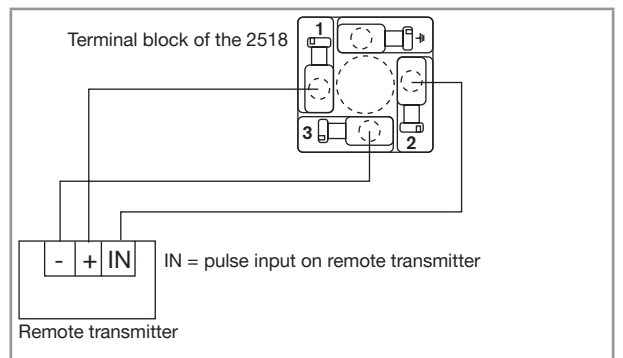 Terminal block of the 2518
1
3
2
- + IN
IN = pulse input on remote transmitter
Remote transmitter